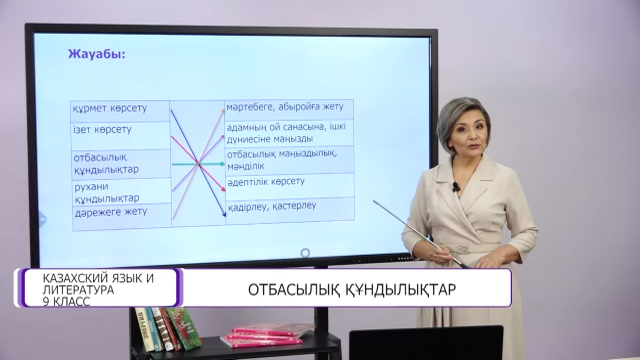 Жауабы:
құрмет көрсету
мәртебеге, абыройға жету
ізет көрсету
адамның ой санасына, ішкі
дүниесіне маңызды
отбасылық
құндылықтар
отбасылық маңыздылық,
мәнділік
рухани
құндылықтар
әдептілік көрсету
дәрежеге жету
қадірлеу, қастерлеу
КАЗАХСКИЙ ЯЗЫК И
ЛИТЕРАТУРА
9 КЛАСС
ОТБАСЫЛЫҚ ҚҰНДЫЛЫҚТАР